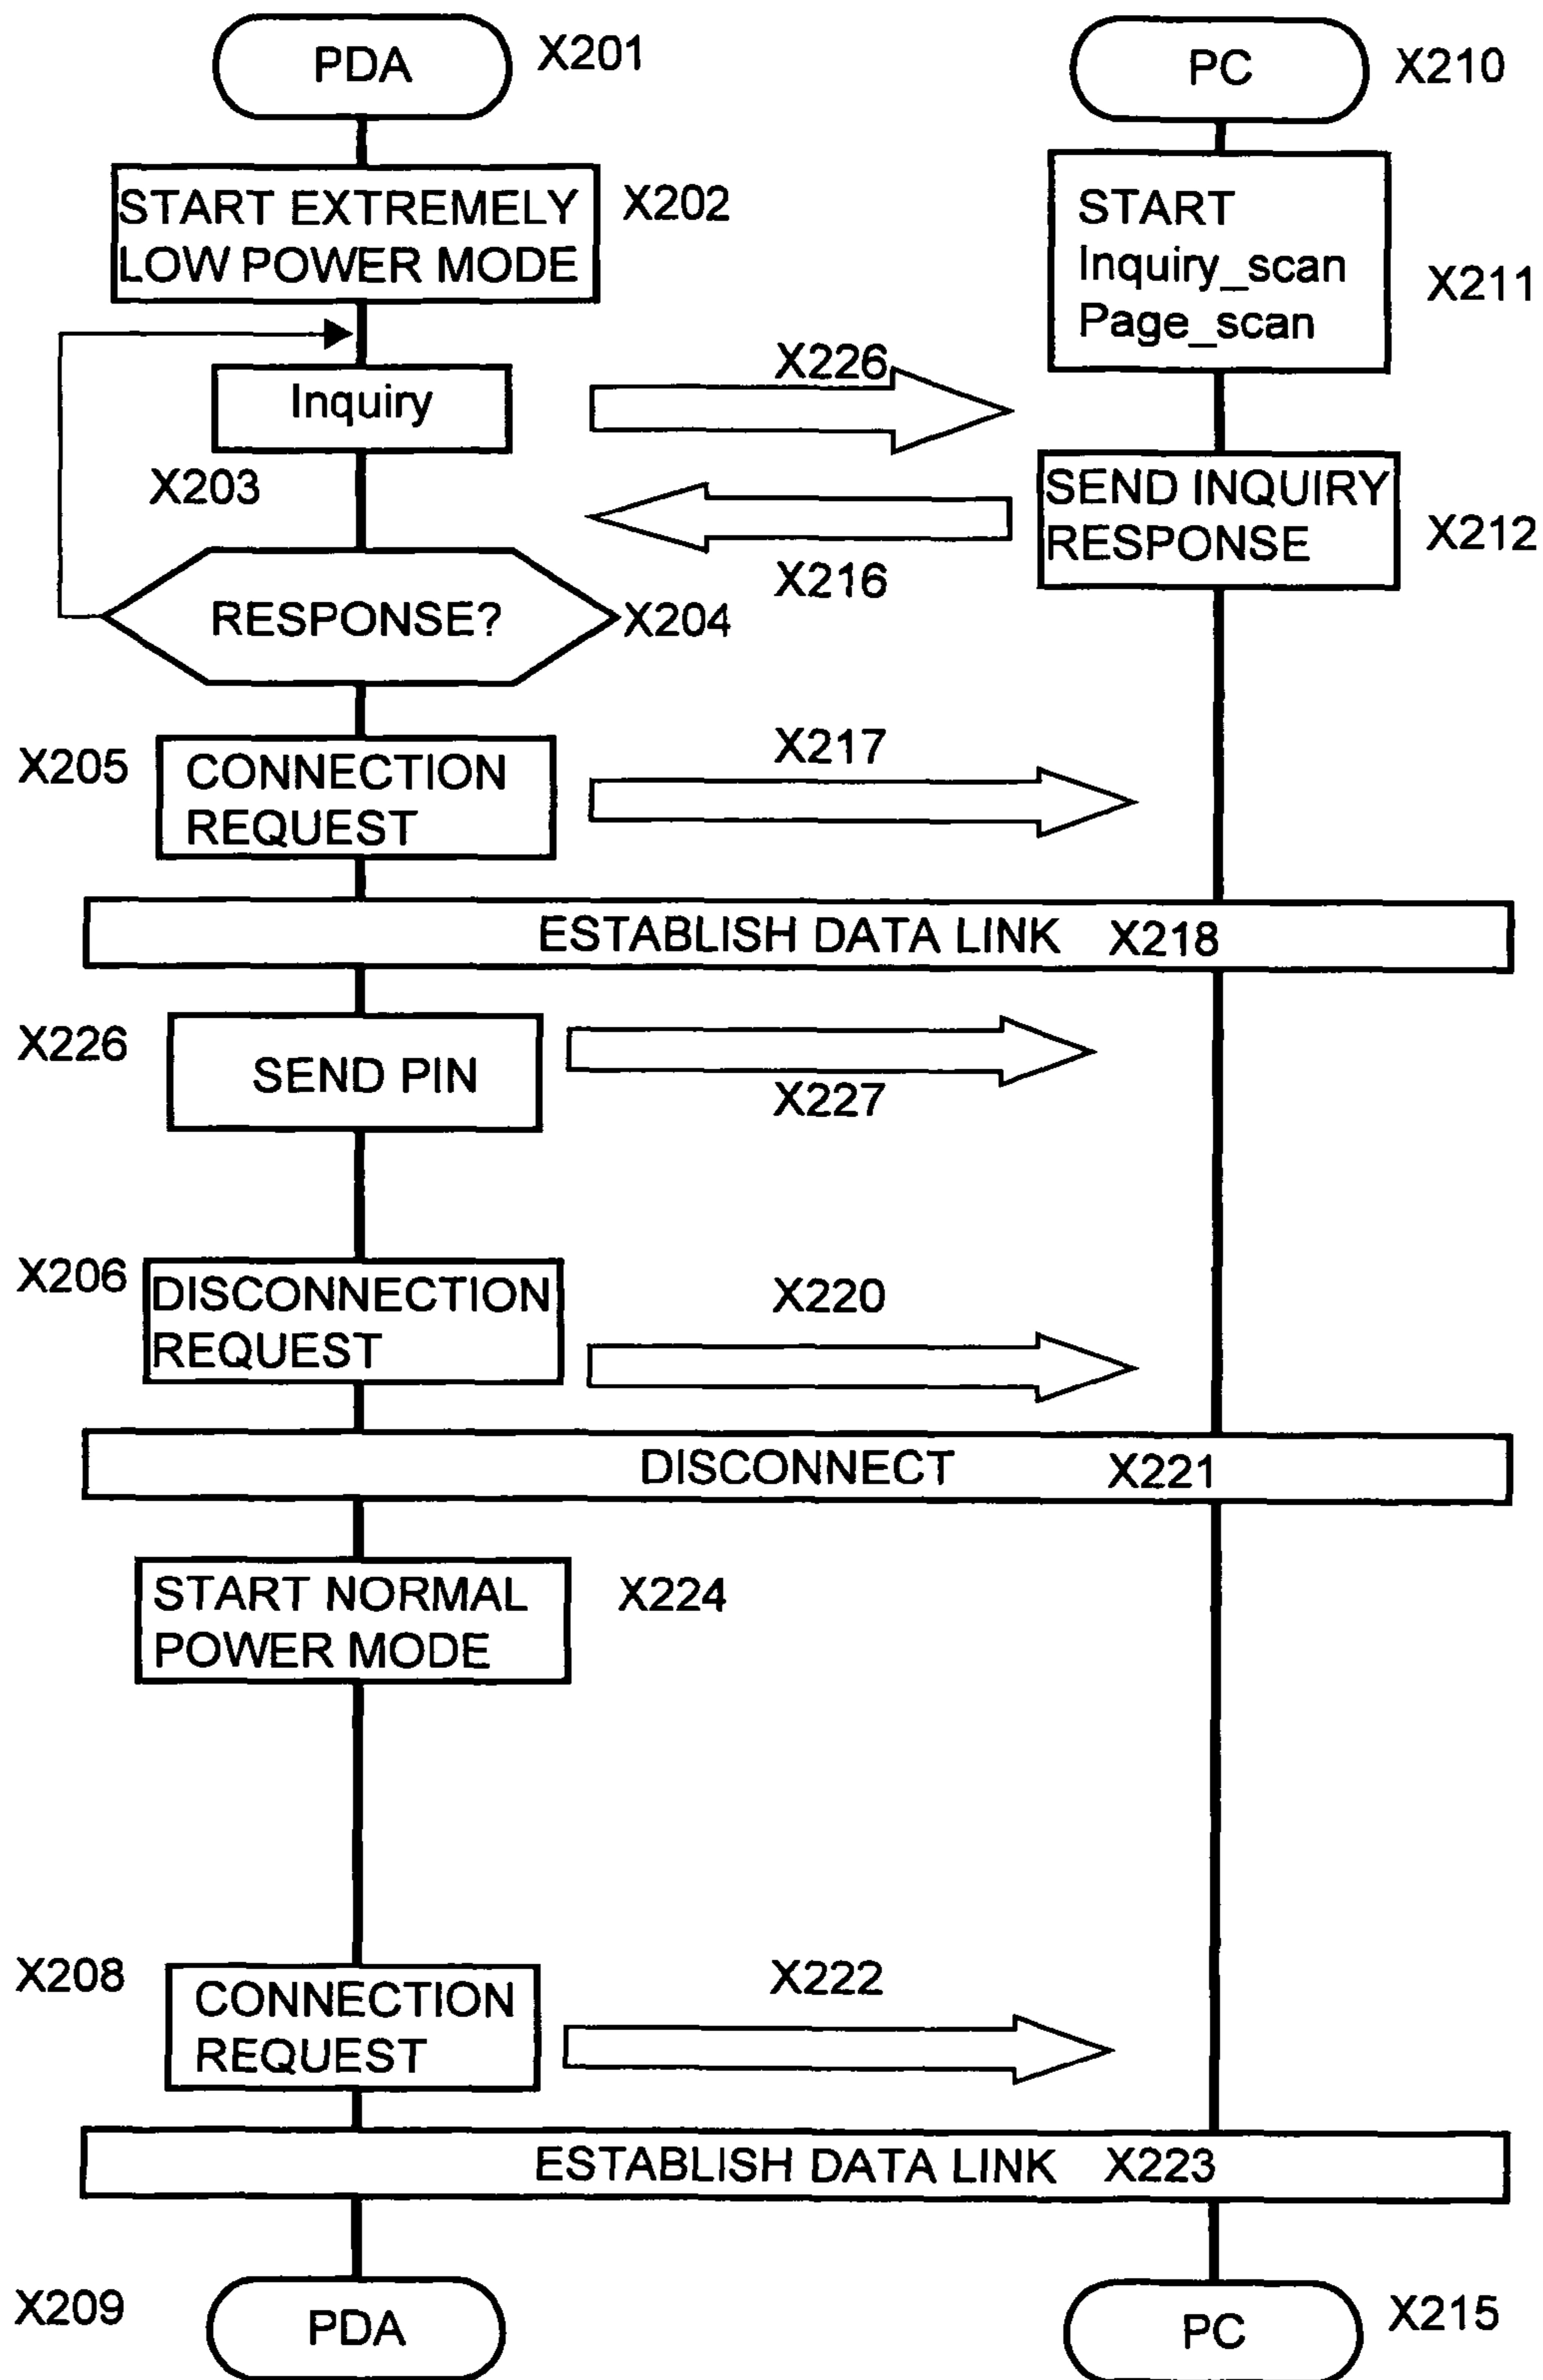 PDA X201
PC X210
START EXTREMELY
LOW POWER MODE
X202
START
Inquiry_scan
Page_scan
X211
Inquiry
X203
X226
SEND INQUIRY
RESPONSE
X212
X216
RESPONSE?
X204
X205
CONNECTION
REQUEST
X217
ESTABLISH DATA LINK X218
X226
SEND PIN
X227
X206
DISCONNECTION
REQUEST
X220
DISCONNECT X221
START NORMAL
POWER MODE
X224
X208
CONNECTION
REQUEST
X222
ESTABLISH DATA LINK X223
X209
PDA
PC
X215